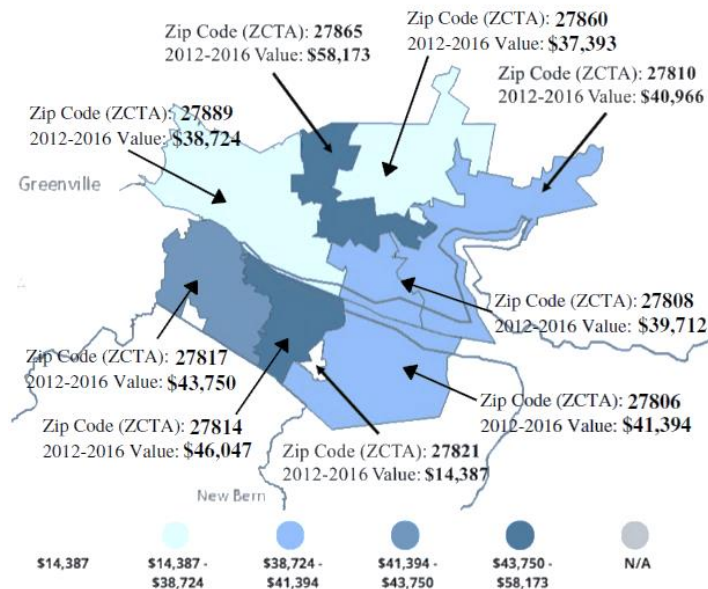 Zip Code (ZCTA): 27860
2012-2016 Value: $37,393
Zip Code (ZCTA): 27865
2012-2016 Value: $58,173
Zip Code (ZCTA): 27810
2012-2016 Value: $40,966
Zip Code (ZCTA): 27889
2012-2016 Value: $38,724
Greenville
Zip Code (ZCTA): 27808
2012-2016 Value: $39,712
Zip Code (ZCTA): 27817
2012-2016 Value: $43,750
Zip Code (ZCTA): 27806
2012-2016 Value: $41,394
Zip Code (ZCTA): 27814
2012-2016 Value: $46,047
Zip Code (ZCTA): 27821
2012-2016 Value: $14,387
New Bern
$14,387
$14,387 -
$38,724
$38,724 -
$41,394
$41,394 -
$43,750
$43,750 -
$58,173
N/A